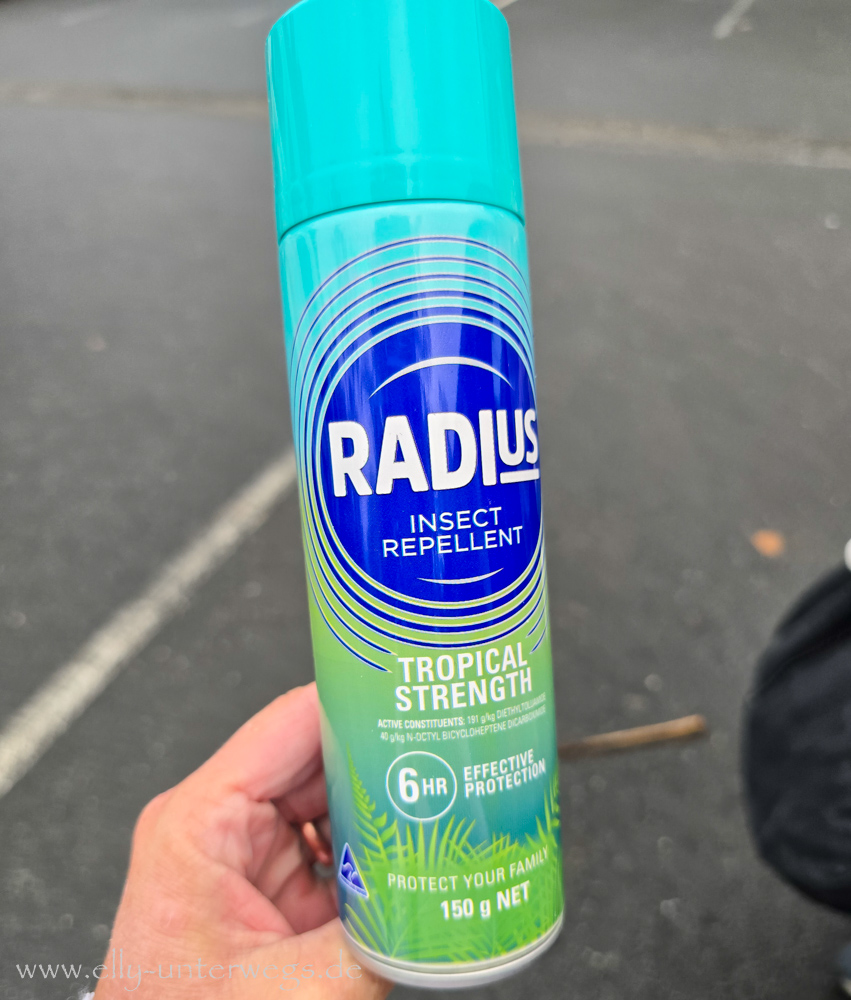 RADIUS
INSECT
REPELLENT
TROPICAL
STRENGTH
ACTIVE CONSTITUENTS: 191 g/kg DIETHYLTOLUAMIDE
40 g/kg N-OCTYL BICYCLOHEPTENE DICARBOXIMIDE
6HR EFFECTIVE
PROTECTION
PROTECT YOUR FAMILY
150 g NET
www.elly-unterwegs.de